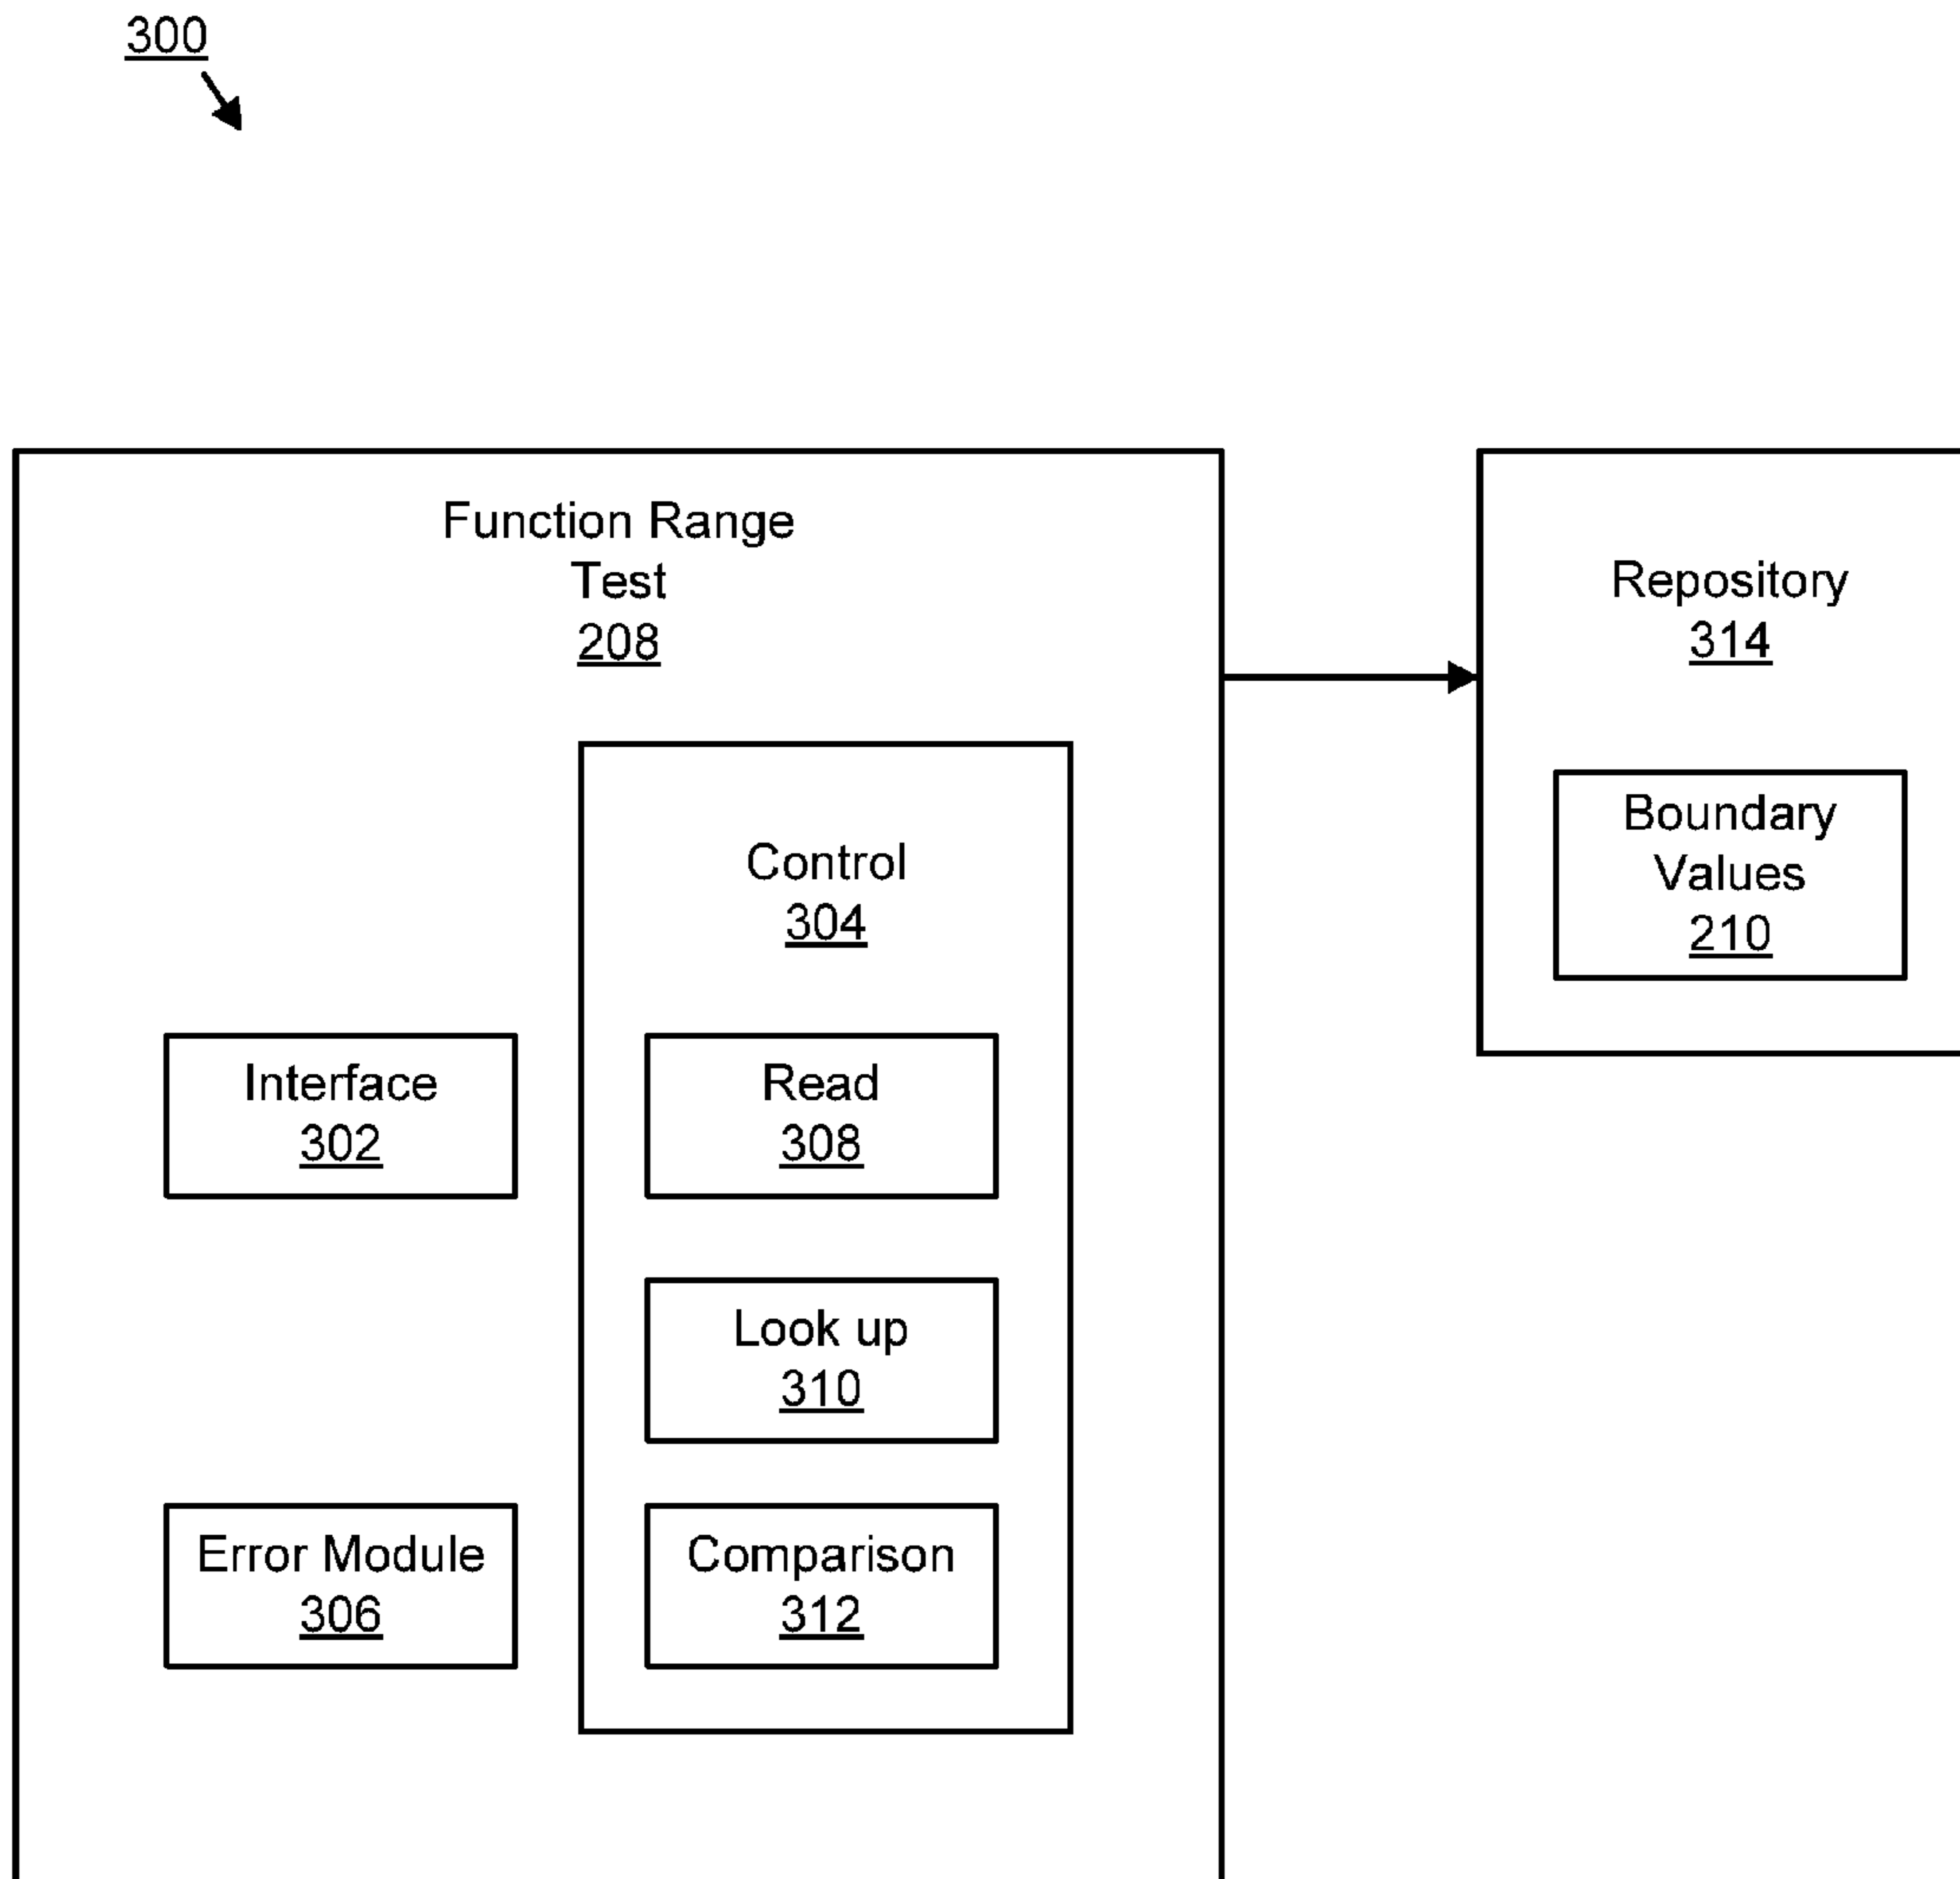 300
Function Range
Test
208
Repository
314
Boundary
Values
210
Control
304
Interface
302
Read
308
Look up
310
Error Module
306
Comparison
312